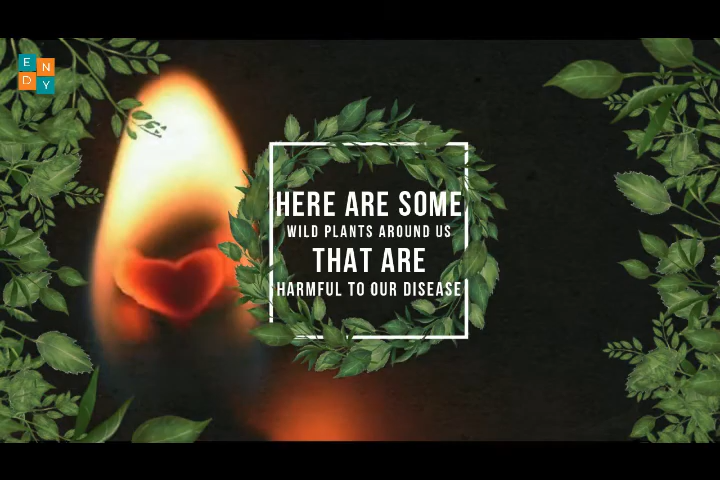 E N
D Y
HERE ARE SOME
WILD PLANTS AROUND US
THAT ARE
HARMFUL TO OUR DISEASE